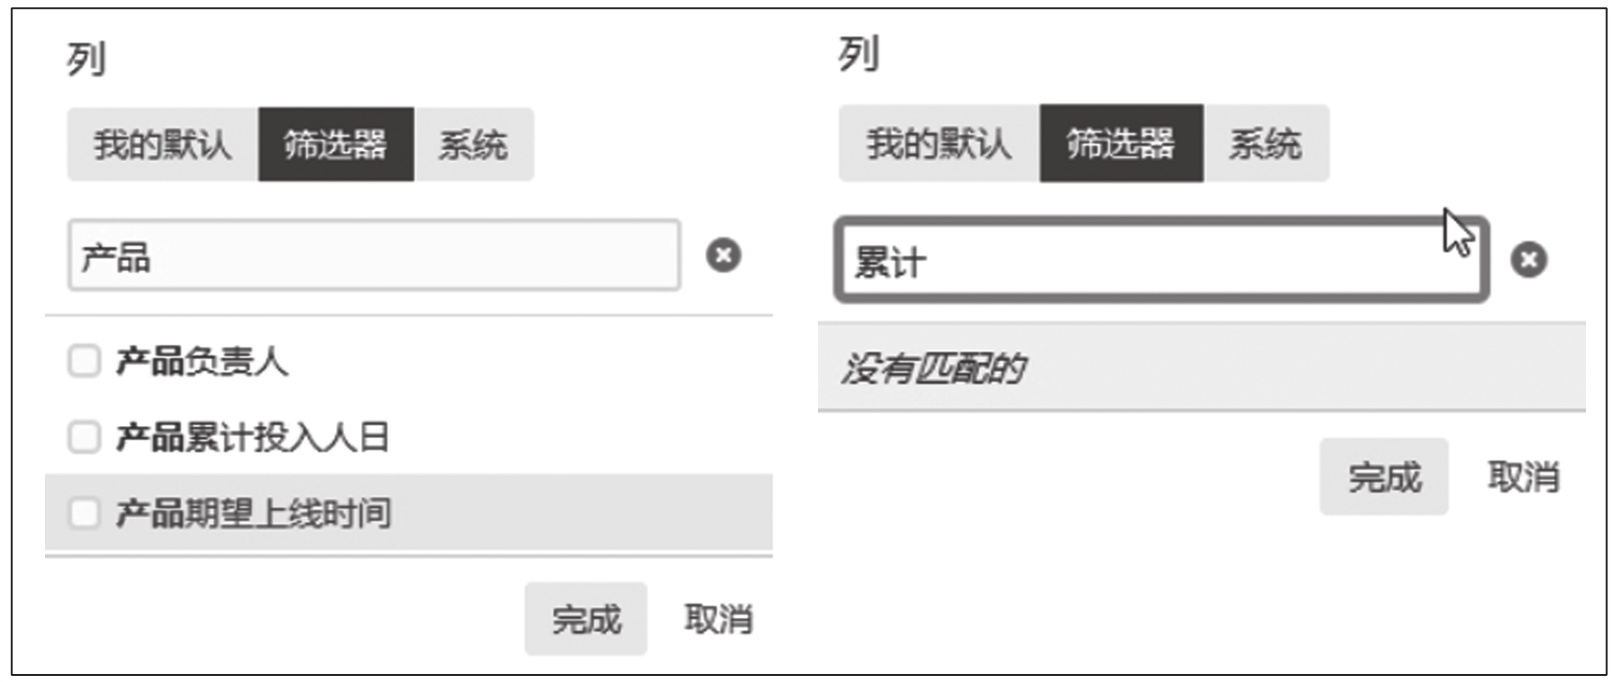 列
我的默认 筛选器 系统
产品
产品负责人
产品累计投入人日
产品期望上线时间
完成 取消
列
我的默认 筛选器 系统
累计
没有匹配的
完成 取消